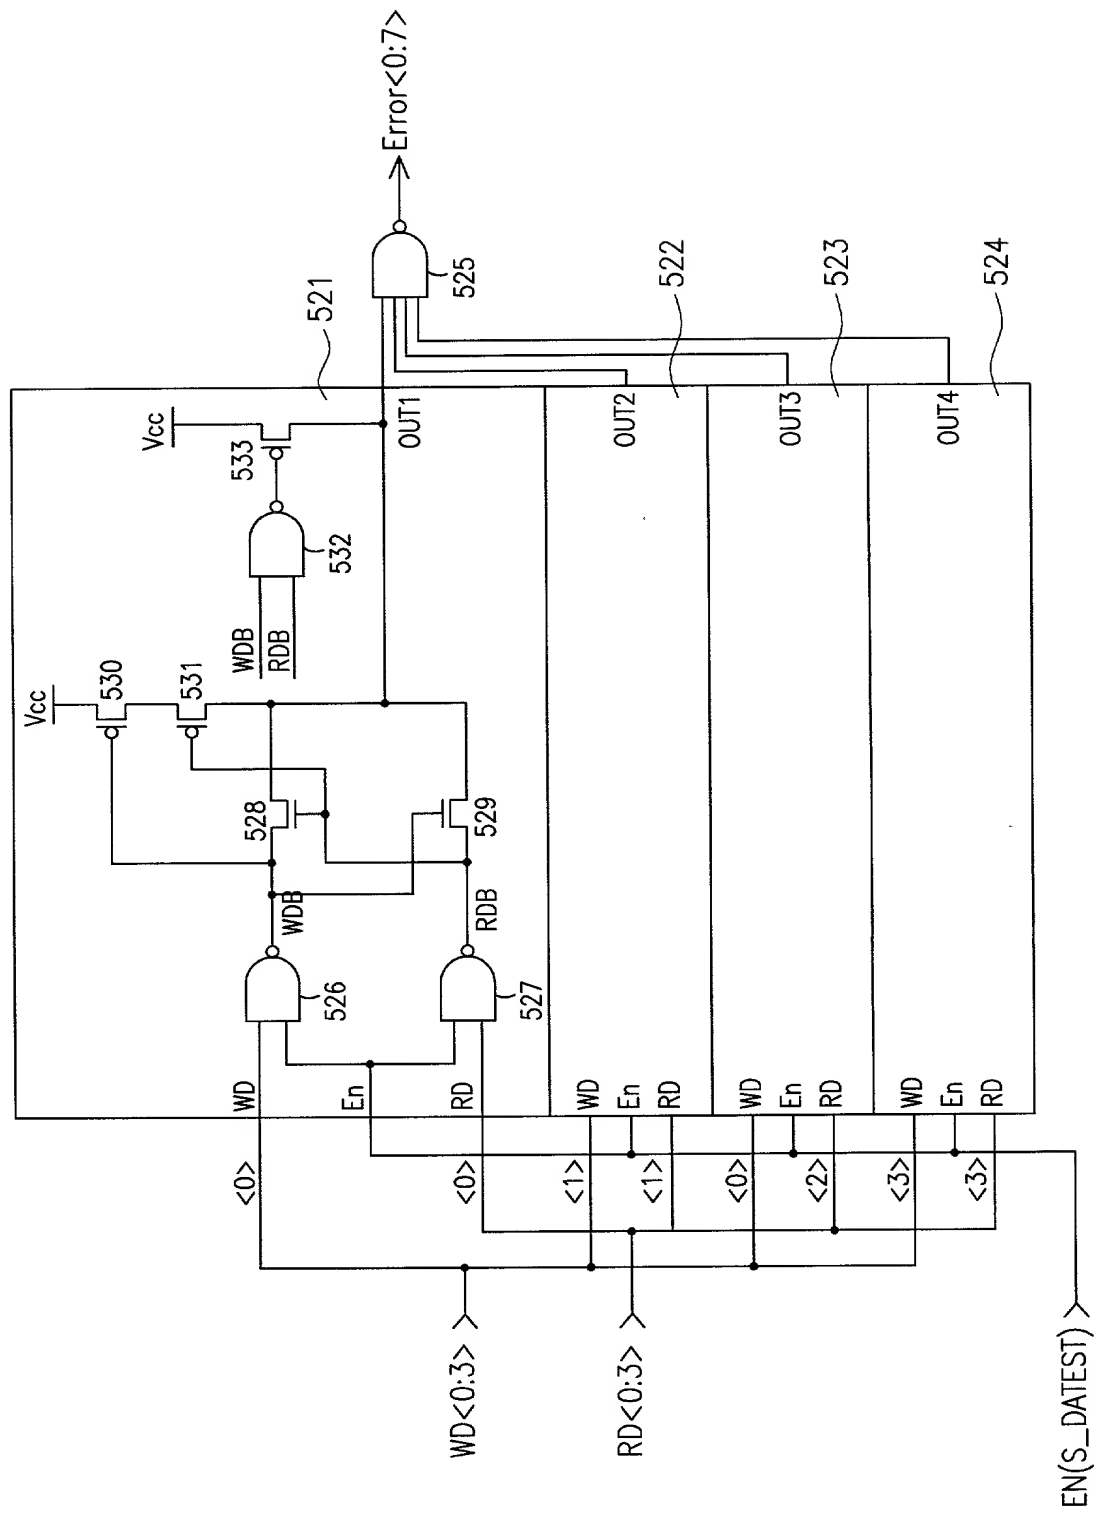 Error<0:7>
525
521
522
523
524
Vcc
533
OUT1
OUT2
OUT3
OUT4
532
WDB
RDB
Vcc
530
531
528
529
WDB
RDB
526
527
WD
En
RD
WD
En
RD
WD
En
RD
WD
En
RD
<0>
<0>
<1>
<1>
<0>
<2>
<3>
<3>
WD<0:3>
RD<0:3>
EN(S_DATEST)